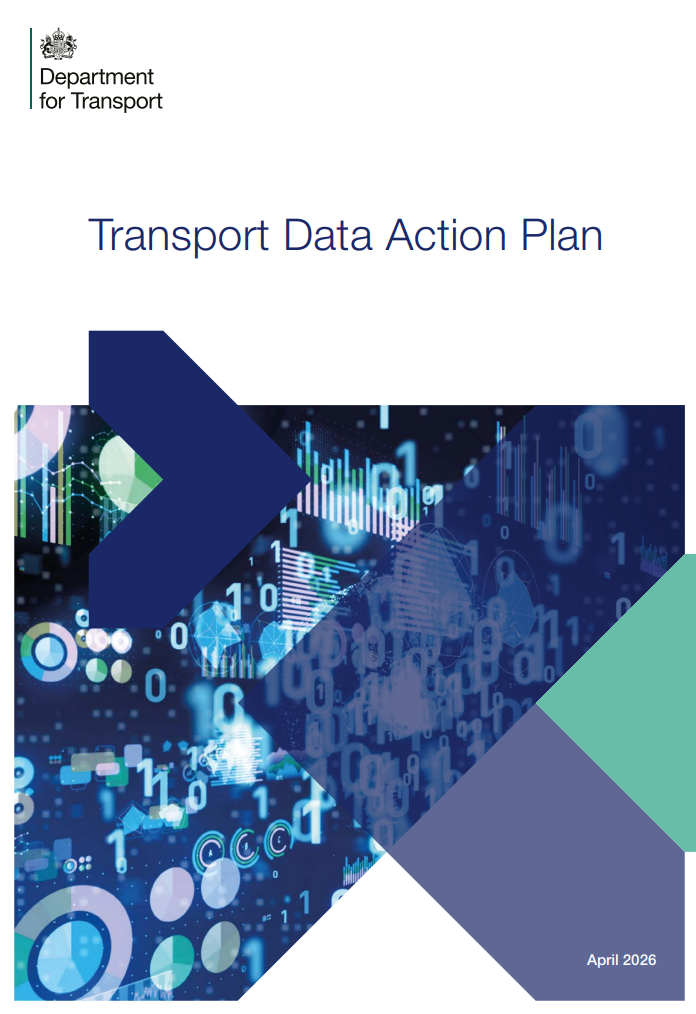 Department
for Transport
Transport Data Action Plan
A B C
April 2026